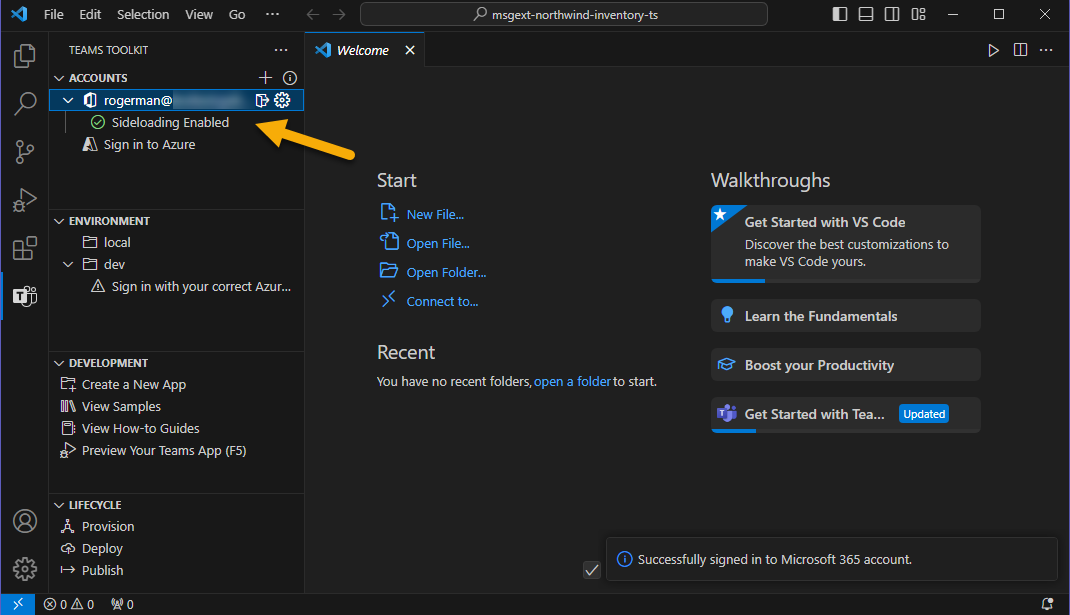 File Edit Selection View Go ··· msgext-northwind-inventory-ts
TEAMS TOOLKIT
Welcome
ACCOUNTS
rogerman@
Sideloading Enabled
Sign in to Azure
ENVIRONMENT
local
dev
Sign in with your correct Azur...
DEVELOPMENT
Create a New App
View Samples
View How-to Guides
Preview Your Teams App (F5)
LIFECYCLE
Provision
Deploy
Publish
Start
New File...
Open File...
Open Folder...
Connect to...
Recent
You have no recent folders, open a folder to start.
Walkthroughs
Get Started with VS Code
Discover the best customizations to
make VS Code yours.
Learn the Fundamentals
Boost your Productivity
Get Started with Tea... Updated
Successfully signed in to Microsoft 365 account.
0 0 0